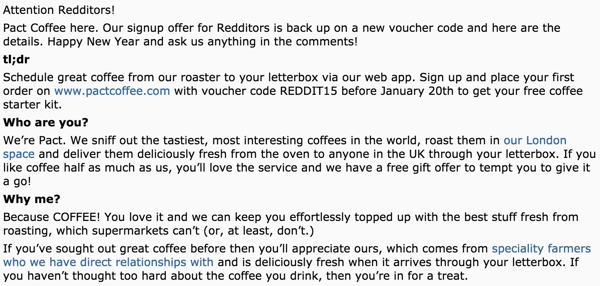 Attention Redditors!
Pact Coffee here. Our signup offer for Redditors is back up on a new voucher code and here are the
details. Happy New Year and ask us anything in the comments!
tl;dr
Schedule great coffee from our roaster to your letterbox via our web app. Sign up and place your first
order on www.pactcoffee.com with voucher code REDDIT15 before January 20th to get your free coffee
starter kit.
Who are you?
We're Pact. We sniff out the tastiest, most interesting coffees in the world, roast them in our London
space and deliver them deliciously fresh from the oven to anyone in the UK through your letterbox. If you
like coffee half as much as us, you'll love the service and we have a free gift offer to tempt you to give it
a go!
Why me?
Because COFFEE! You love it and we can keep you effortlessly topped up with the best stuff fresh from
roasting, which supermarkets can't (or, at least, don't.)
If you've sought out great coffee before then you'll appreciate ours, which comes from speciality farmers
who we have direct relationships with and is deliciously fresh when it arrives through your letterbox. If
you haven't thought too hard about the coffee you drink, then you're in for a treat.